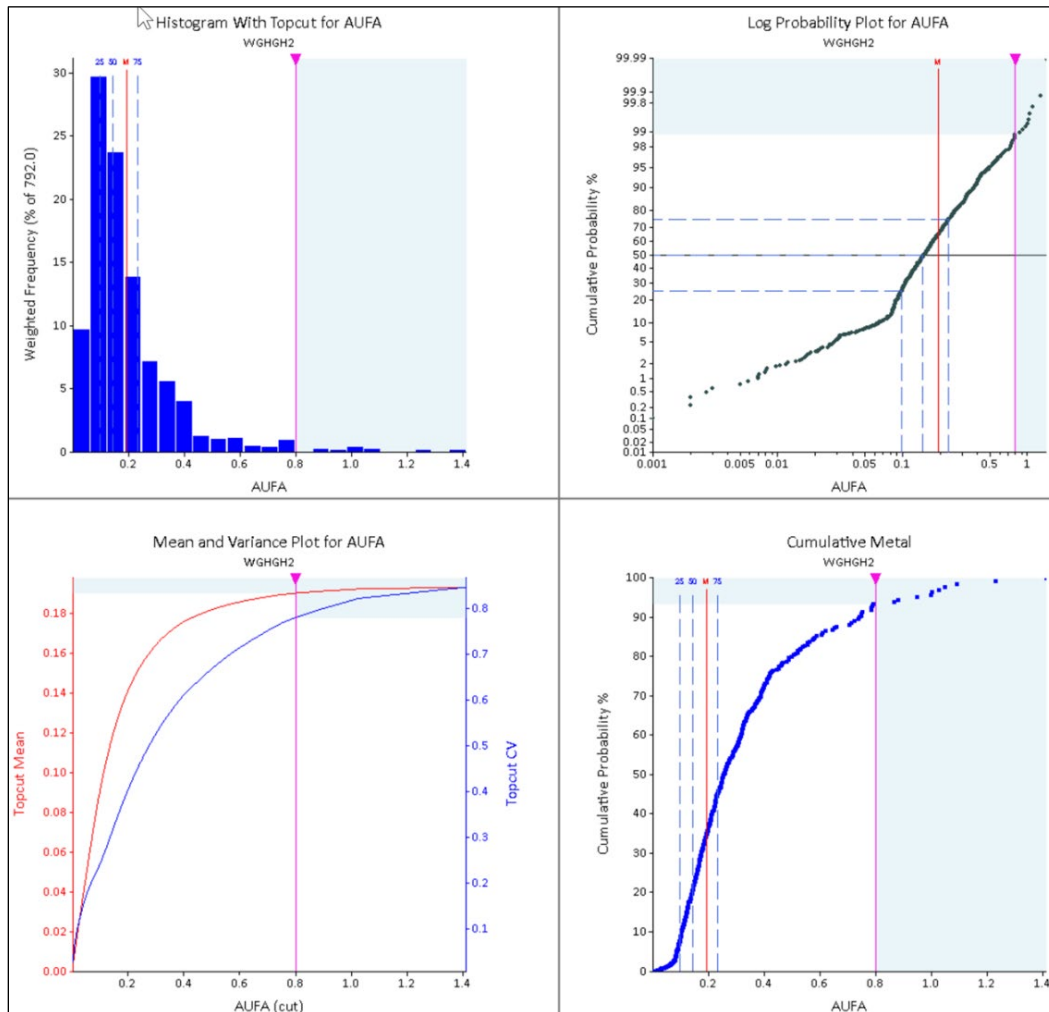 Histogram With Topcut for AUFA
WGHGH2
25 50 M 75
30
25
20
15
10
5
0
Weighted Frequency (% of 792.0)
0.2 0.4 0.6 0.8 1.0 1.2 1.4
AUFA
Log Probability Plot for AUFA
WGHGH2
M
99.99
99.9
99.8
99
98
95
90
80
70
60
50
40
30
20
10
5
2
1
0.5
0.2
0.1
0.05
0.02
0.01
Cumulative Probability %
0.001 0.005 0.01 0.05 0.1 0.5 1
AUFA
Mean and Variance Plot for AUFA
WGHGH2
0.18
0.16
0.14
0.12
0.10
0.08
0.06
0.04
0.02
0.00
Topcut Mean
0.8
0.7
0.6
0.5
0.4
0.3
0.2
0.1
Topcut CV
0.2 0.4 0.6 0.8 1.0 1.2 1.4
AUFA (cut)
Cumulative Metal
WGHGH2
25 50 M 75
100
90
80
70
60
50
40
30
20
10
0
Cumulative Probability %
0.2 0.4 0.6 0.8 1.0 1.2 1.4
AUFA